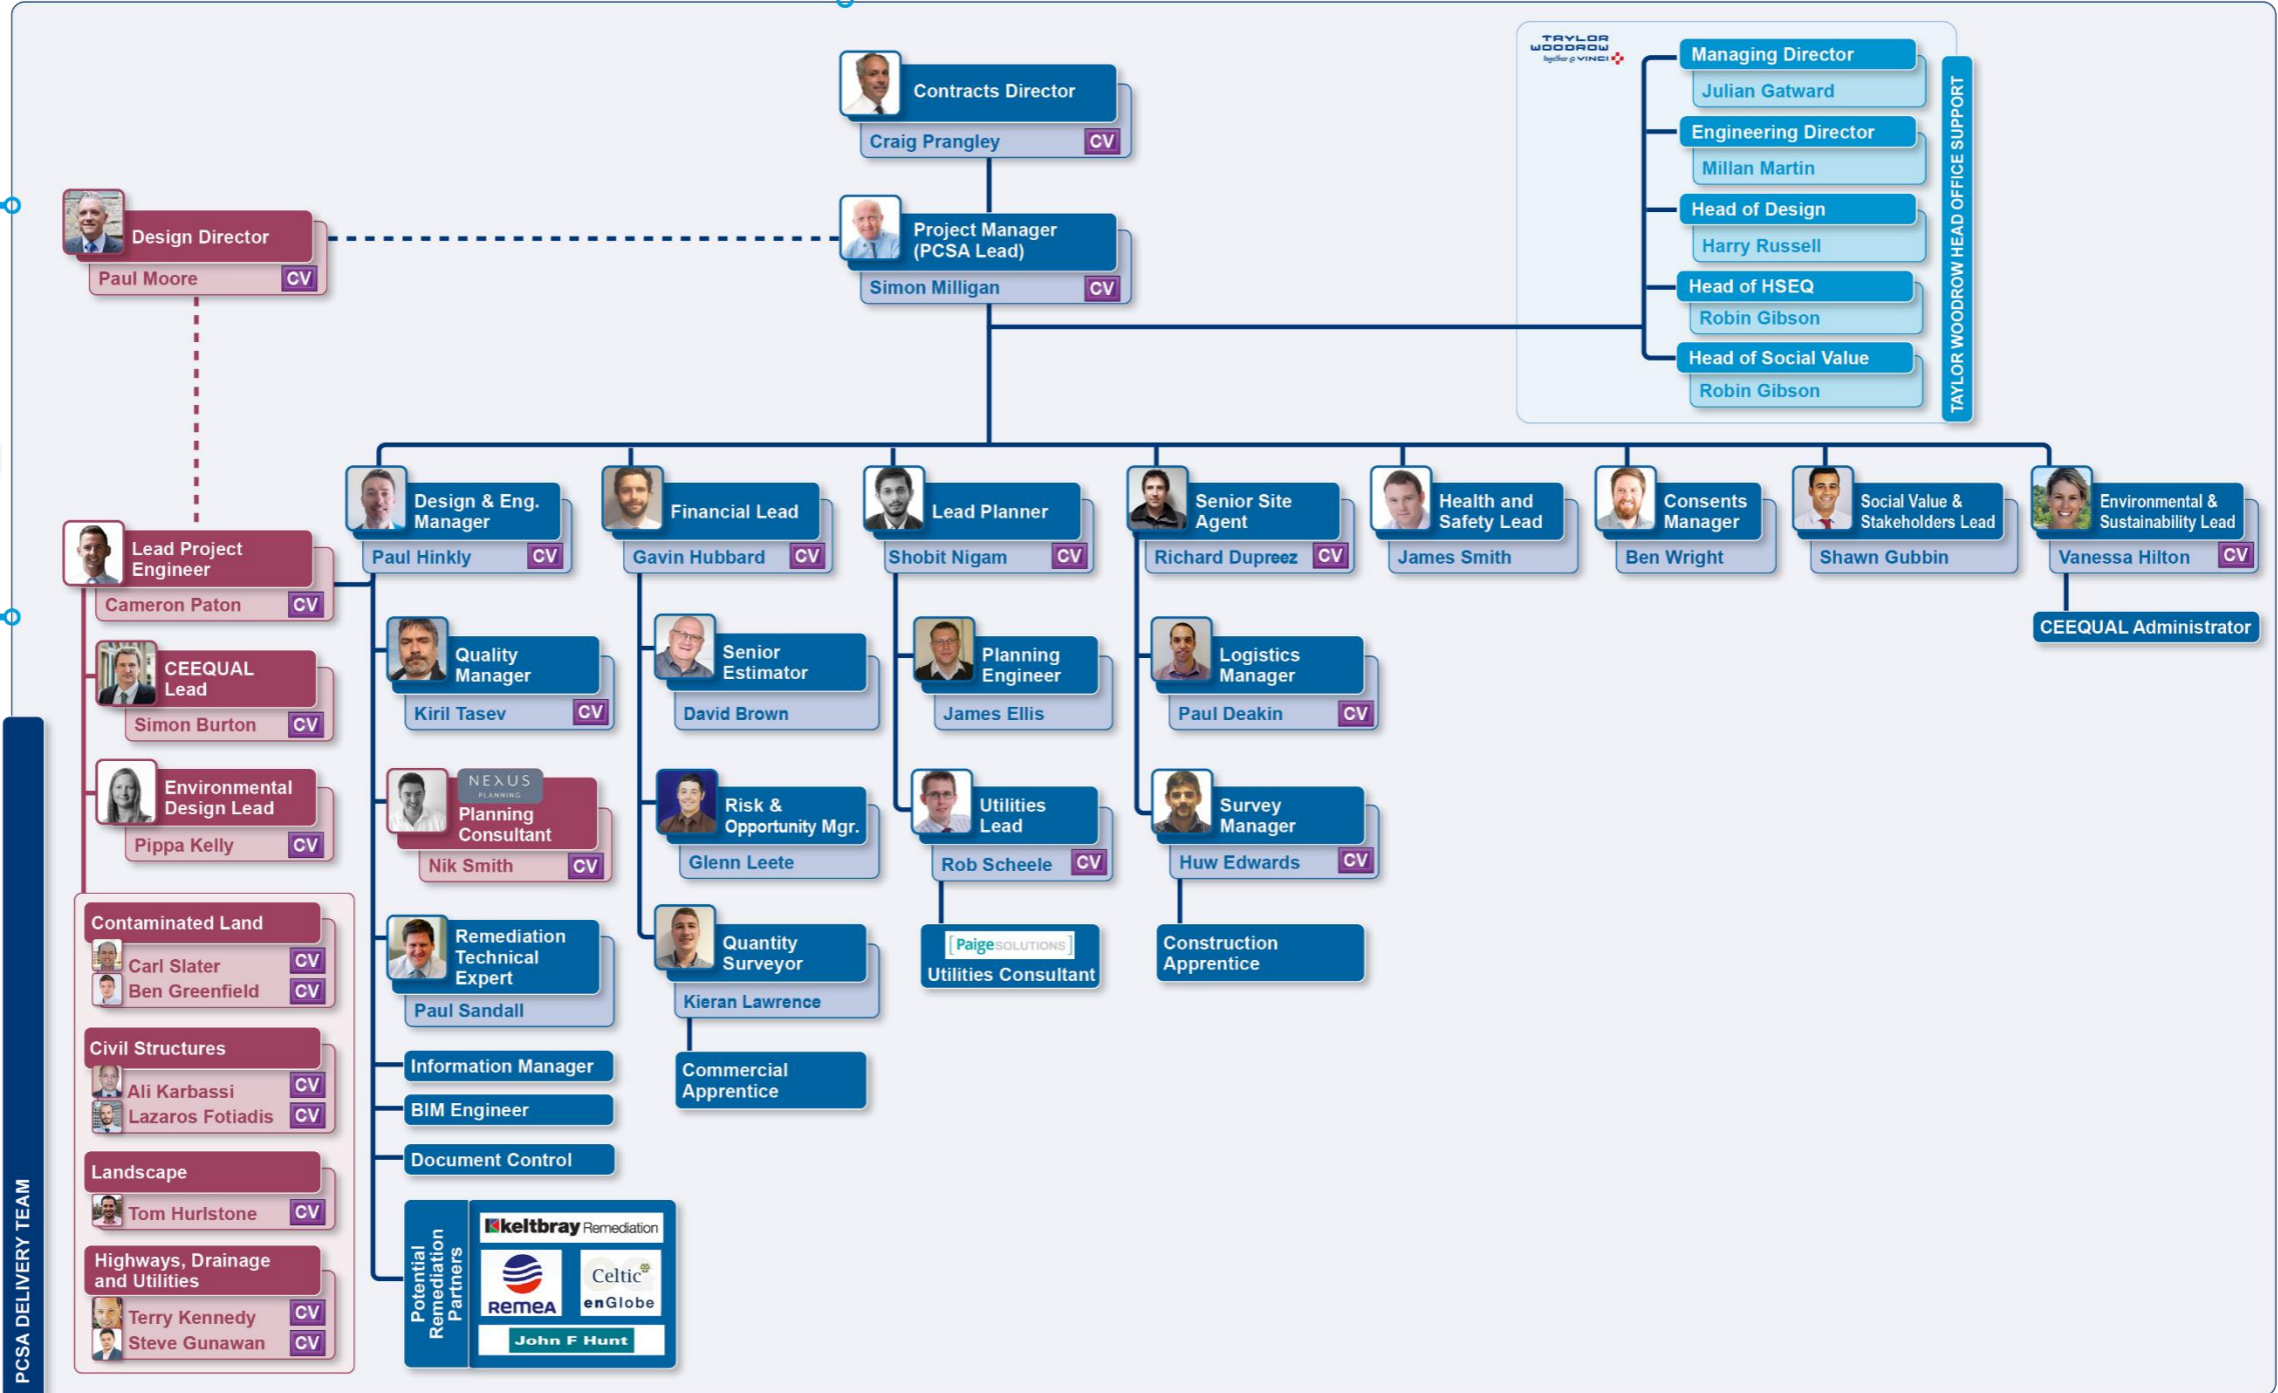 TAYLOR
WOODROW
Together @ VINCI
Contracts Director
Craig Prangley
CV
Managing Director
Julian Gatward
Engineering Director
Millan Martin
Head of Design
Harry Russell
Head of HSEQ
Robin Gibson
Head of Social Value
Robin Gibson
TAYLOR WOODROW HEAD OFFICE SUPPORT
Design Director
Paul Moore
CV
Project Manager
(PCSA Lead)
Simon Milligan
CV
Lead Project
Engineer
Cameron Paton
CV
CEEQUAL
Lead
Simon Burton
CV
Environmental
Design Lead
Pippa Kelly
CV
Contaminated Land
Carl Slater
CV
Ben Greenfield
CV
Civil Structures
Ali Karbassi
CV
Lazaros Fotiadis
CV
Landscape
Tom Hurlstone
CV
Highways, Drainage
and Utilities
Terry Kennedy
CV
Steve Gunawan
CV
Design & Eng.
Manager
Paul Hinkly
CV
Quality
Manager
Kiril Tasev
CV
NEXUS
PLANNING
Planning
Consultant
Nik Smith
CV
Remediation
Technical
Expert
Paul Sandall
Information Manager
BIM Engineer
Document Control
Potential
Remediation
Partners
keltbray Remediation
Remea
Celtic
enGlobe
John F Hunt
Financial Lead
Gavin Hubbard
CV
Senior
Estimator
David Brown
Risk &
Opportunity Mgr.
Glenn Leete
Quantity
Surveyor
Kieran Lawrence
Commercial
Apprentice
Lead Planner
Shobit Nigam
CV
Planning
Engineer
James Ellis
Utilities
Lead
Rob Scheele
CV
[PaigeSOLUTIONS]
Utilities Consultant
Senior Site
Agent
Richard Dupreez
CV
Logistics
Manager
Paul Deakin
CV
Survey
Manager
Huw Edwards
CV
Construction
Apprentice
Health and
Safety Lead
James Smith
Consents
Manager
Ben Wright
Social Value &
Stakeholders Lead
Shawn Gubbin
Environmental &
Sustainability Lead
Vanessa Hilton
CV
CEEQUAL Administrator
PCSA DELIVERY TEAM